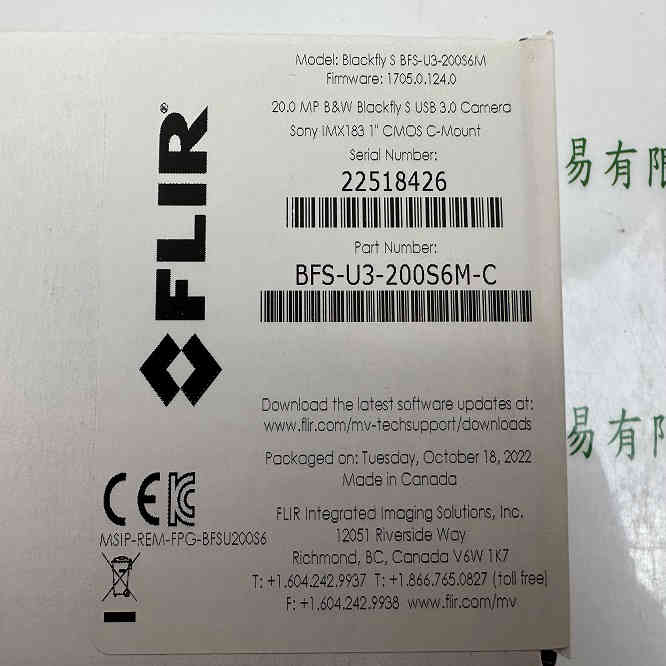 Model: Blackfly S BFS-U3-200S6M
Firmware: 1705.0.124.0
20.0 MP B&W Blackfly S USB 3.0 Camera
Sony IMX183 1" CMOS C-Mount
Serial Number:
22518426
Part Number:
BFS-U3-200S6M-C
FLIR®
Download the latest software updates at:
www.flir.com/mv-techsupport/downloads
Packaged on: Tuesday, October 18, 2022
Made in Canada
CE
MSIP-REM-FPG-BFSU200S6
FLIR Integrated Imaging Solutions, Inc.
12051 Riverside Way
Richmond, BC, Canada V6W 1K7
T: +1.604.242.9937 T: +1.866.765.0827 (toll free)
F: +1.604.242.9938 www.flir.com/mv
易有限
易有限